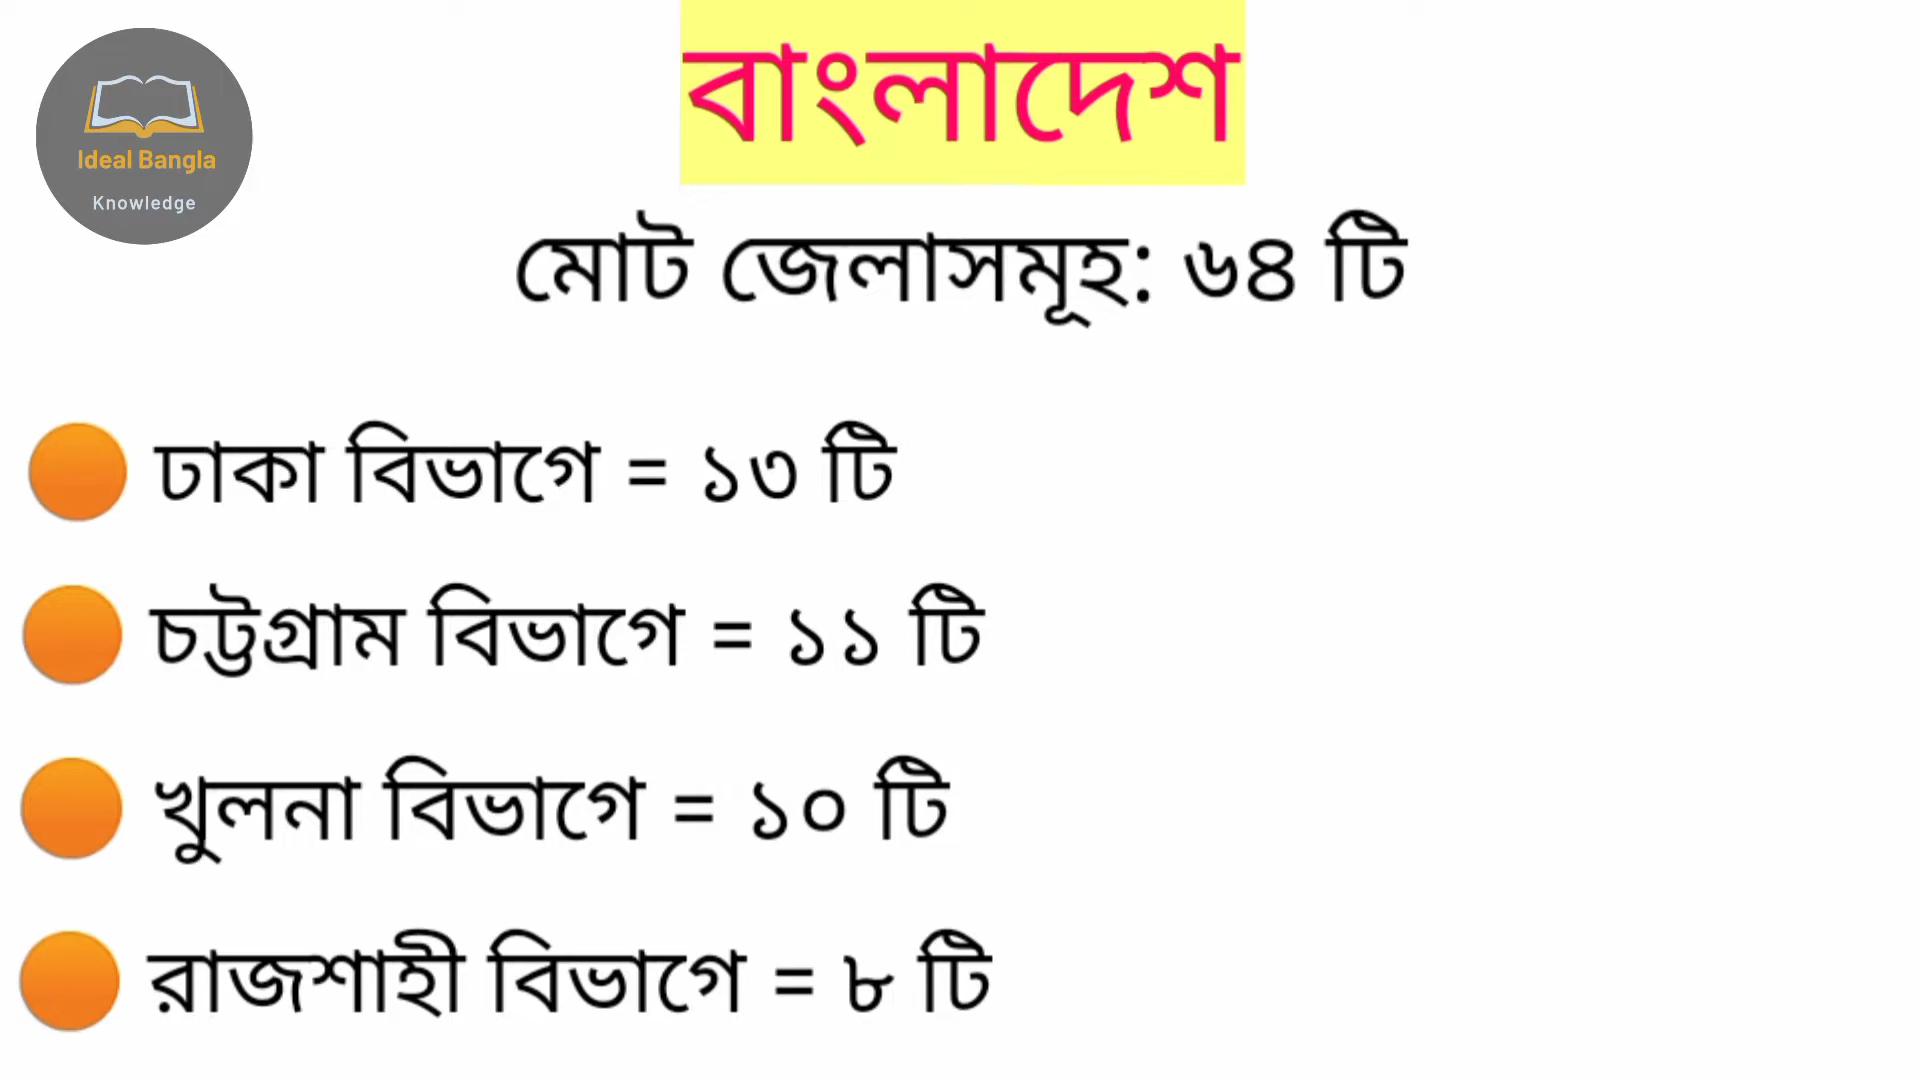 বাংলাদেশ
Ideal Bangla
Knowledge
মোট জেলাসমূহ: ৬৪ টি
ঢাকা বিভাগে = ১৩ টি
চট্টগ্রাম বিভাগে = ১১ টি
খুলনা বিভাগে = ১০ টি
রাজশাহী বিভাগে = ৮ টি